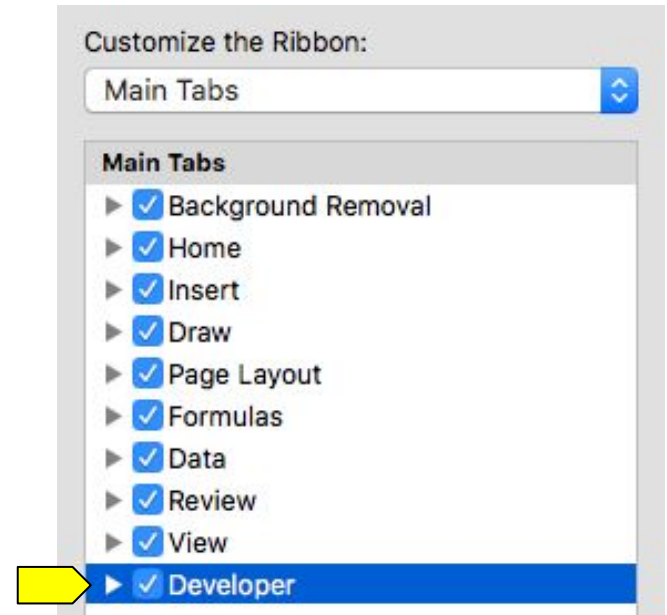 Customize the Ribbon:
Main Tabs
Main Tabs
Background Removal
Home
Insert
Draw
Page Layout
Formulas
Data
Review
View
Developer